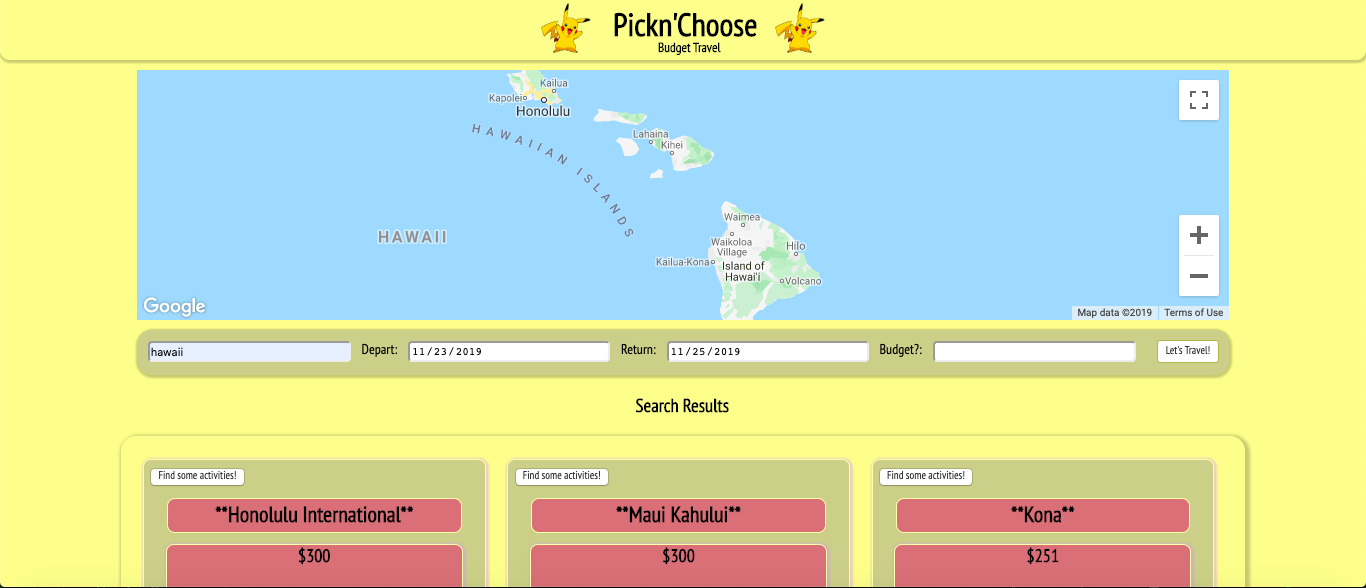 Pickn'Choose
Budget Travel
Kailua
Kapolei
Honolulu
HAWAIIAN ISLANDS
Lahaina
Kihei
HAWAII
Waimea
Waikoloa
Village
Hilo
Kailua-Kona
Island of
Hawai'i
Volcano
Google
Map data ©2019 Terms of Use
hawaii Depart: 11/23/2019 Return: 11/25/2019 Budget?: Let's Travel!
Search Results
Find some activities! Find some activities! Find some activities!
**Honolulu International** **Maui Kahului** **Kona**
$300 $300 $251